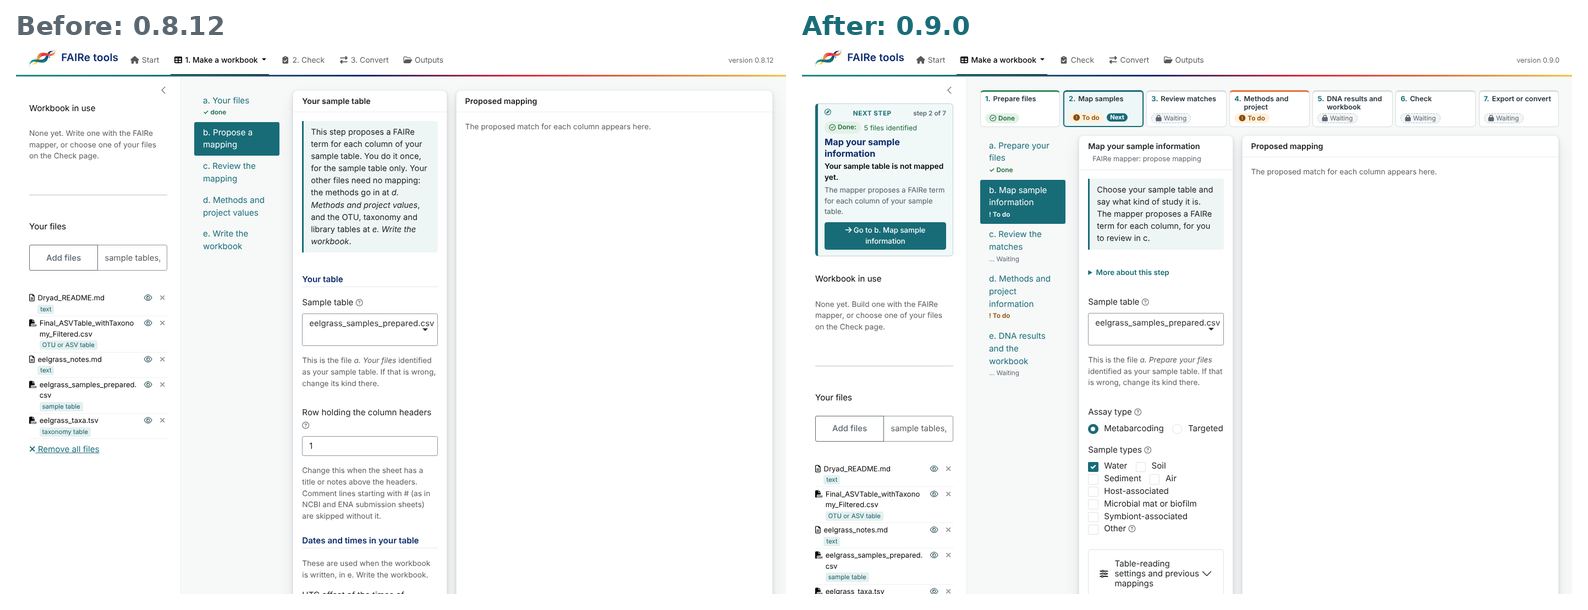 Before: 0.8.12
FAIRe tools
Start
1. Make a workbook
2. Check
3. Convert
Outputs
version 0.8.12
Workbook in use
None yet. Write one with the FAIRe
mapper, or choose one of your files
on the Check page.
Your files
Add files
sample tables,
Dryad_README.md
text
Final_ASVTable_withTaxono
my_Filtered.csv
OTU or ASV table
eelgrass_notes.md
text
eelgrass_samples_prepared.
csv
sample table
eelgrass_taxa.tsv
taxonomy table
Remove all files
a. Your files
✓ done
b. Propose a
mapping
c. Review the
mapping
d. Methods and
project values
e. Write the
workbook
Your sample table
This step proposes a FAIRe
term for each column of your
sample table. You do it once,
for the sample table only. Your
other files need no mapping:
the methods go in at d.
Methods and project values,
and the OTU, taxonomy and
library tables at e. Write the
workbook.
Your table
Sample table
eelgrass_samples_prepared.csv
This is the file a. Your files identified
as your sample table. If that is wrong,
change its kind there.
Row holding the column headers
1
Change this when the sheet has a
title or notes above the headers.
Comment lines starting with # (as in
NCBI and ENA submission sheets)
are skipped without it.
Dates and times in your table
These are used when the workbook
is written, in e. Write the workbook.
UTC offset of the times of
Proposed mapping
The proposed match for each column appears here.
After: 0.9.0
FAIRe tools
Start
Make a workbook
Check
Convert
Outputs
version 0.9.0
NEXT STEP
step 2 of 7
Done:
5 files identified
Map your sample
information
Your sample table is not mapped
yet.
The mapper proposes a FAIRe term
for each column of your sample
table.
→ Go to b. Map sample
information
Workbook in use
None yet. Build one with the FAIRe
mapper, or choose one of your files
on the Check page.
Your files
Add files
sample tables,
Dryad_README.md
text
Final_ASVTable_withTaxono
my_Filtered.csv
OTU or ASV table
eelgrass_notes.md
text
eelgrass_samples_prepared.
csv
sample table
eelgrass_taxa.tsv
1. Prepare files
Done
2. Map samples
To do
Next
3. Review matches
Waiting
4. Methods and
project
To do
5. DNA results and
workbook
Waiting
6. Check
Waiting
7. Export or convert
Waiting
a. Prepare your
files
✓ Done
b. Map sample
information
! To do
c. Review the
matches
... Waiting
d. Methods and
project
information
! To do
e. DNA results
and the
workbook
... Waiting
Map your sample information
FAIRe mapper: propose mapping
Choose your sample table and
say what kind of study it is.
The mapper proposes a FAIRe
term for each column, for you
to review in c.
More about this step
Sample table
eelgrass_samples_prepared.csv
This is the file a. Prepare your files
identified as your sample table. If that
is wrong, change its kind there.
Assay type
Metabarcoding
Targeted
Sample types
Water
Soil
Sediment
Air
Host-associated
Microbial mat or biofilm
Symbiont-associated
Other
Table-reading
settings and previous
mappings
Proposed mapping
The proposed match for each column appears here.